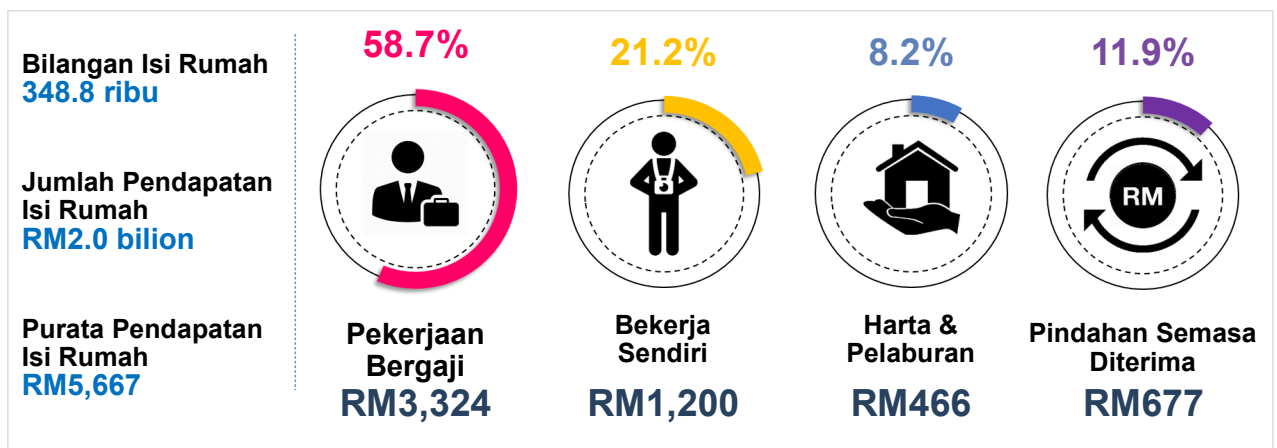 Bilangan Isi Rumah
348.8 ribu
Jumlah Pendapatan
Isi Rumah
RM2.0 bilion
Purata Pendapatan
Isi Rumah
RM5,667
58.7%
Pekerjaan
Bergaji
RM3,324
21.2%
Bekerja
Sendiri
RM1,200
8.2%
Harta &
Pelaburan
RM466
11.9%
RM
Pindahan Semasa
Diterima
RM677